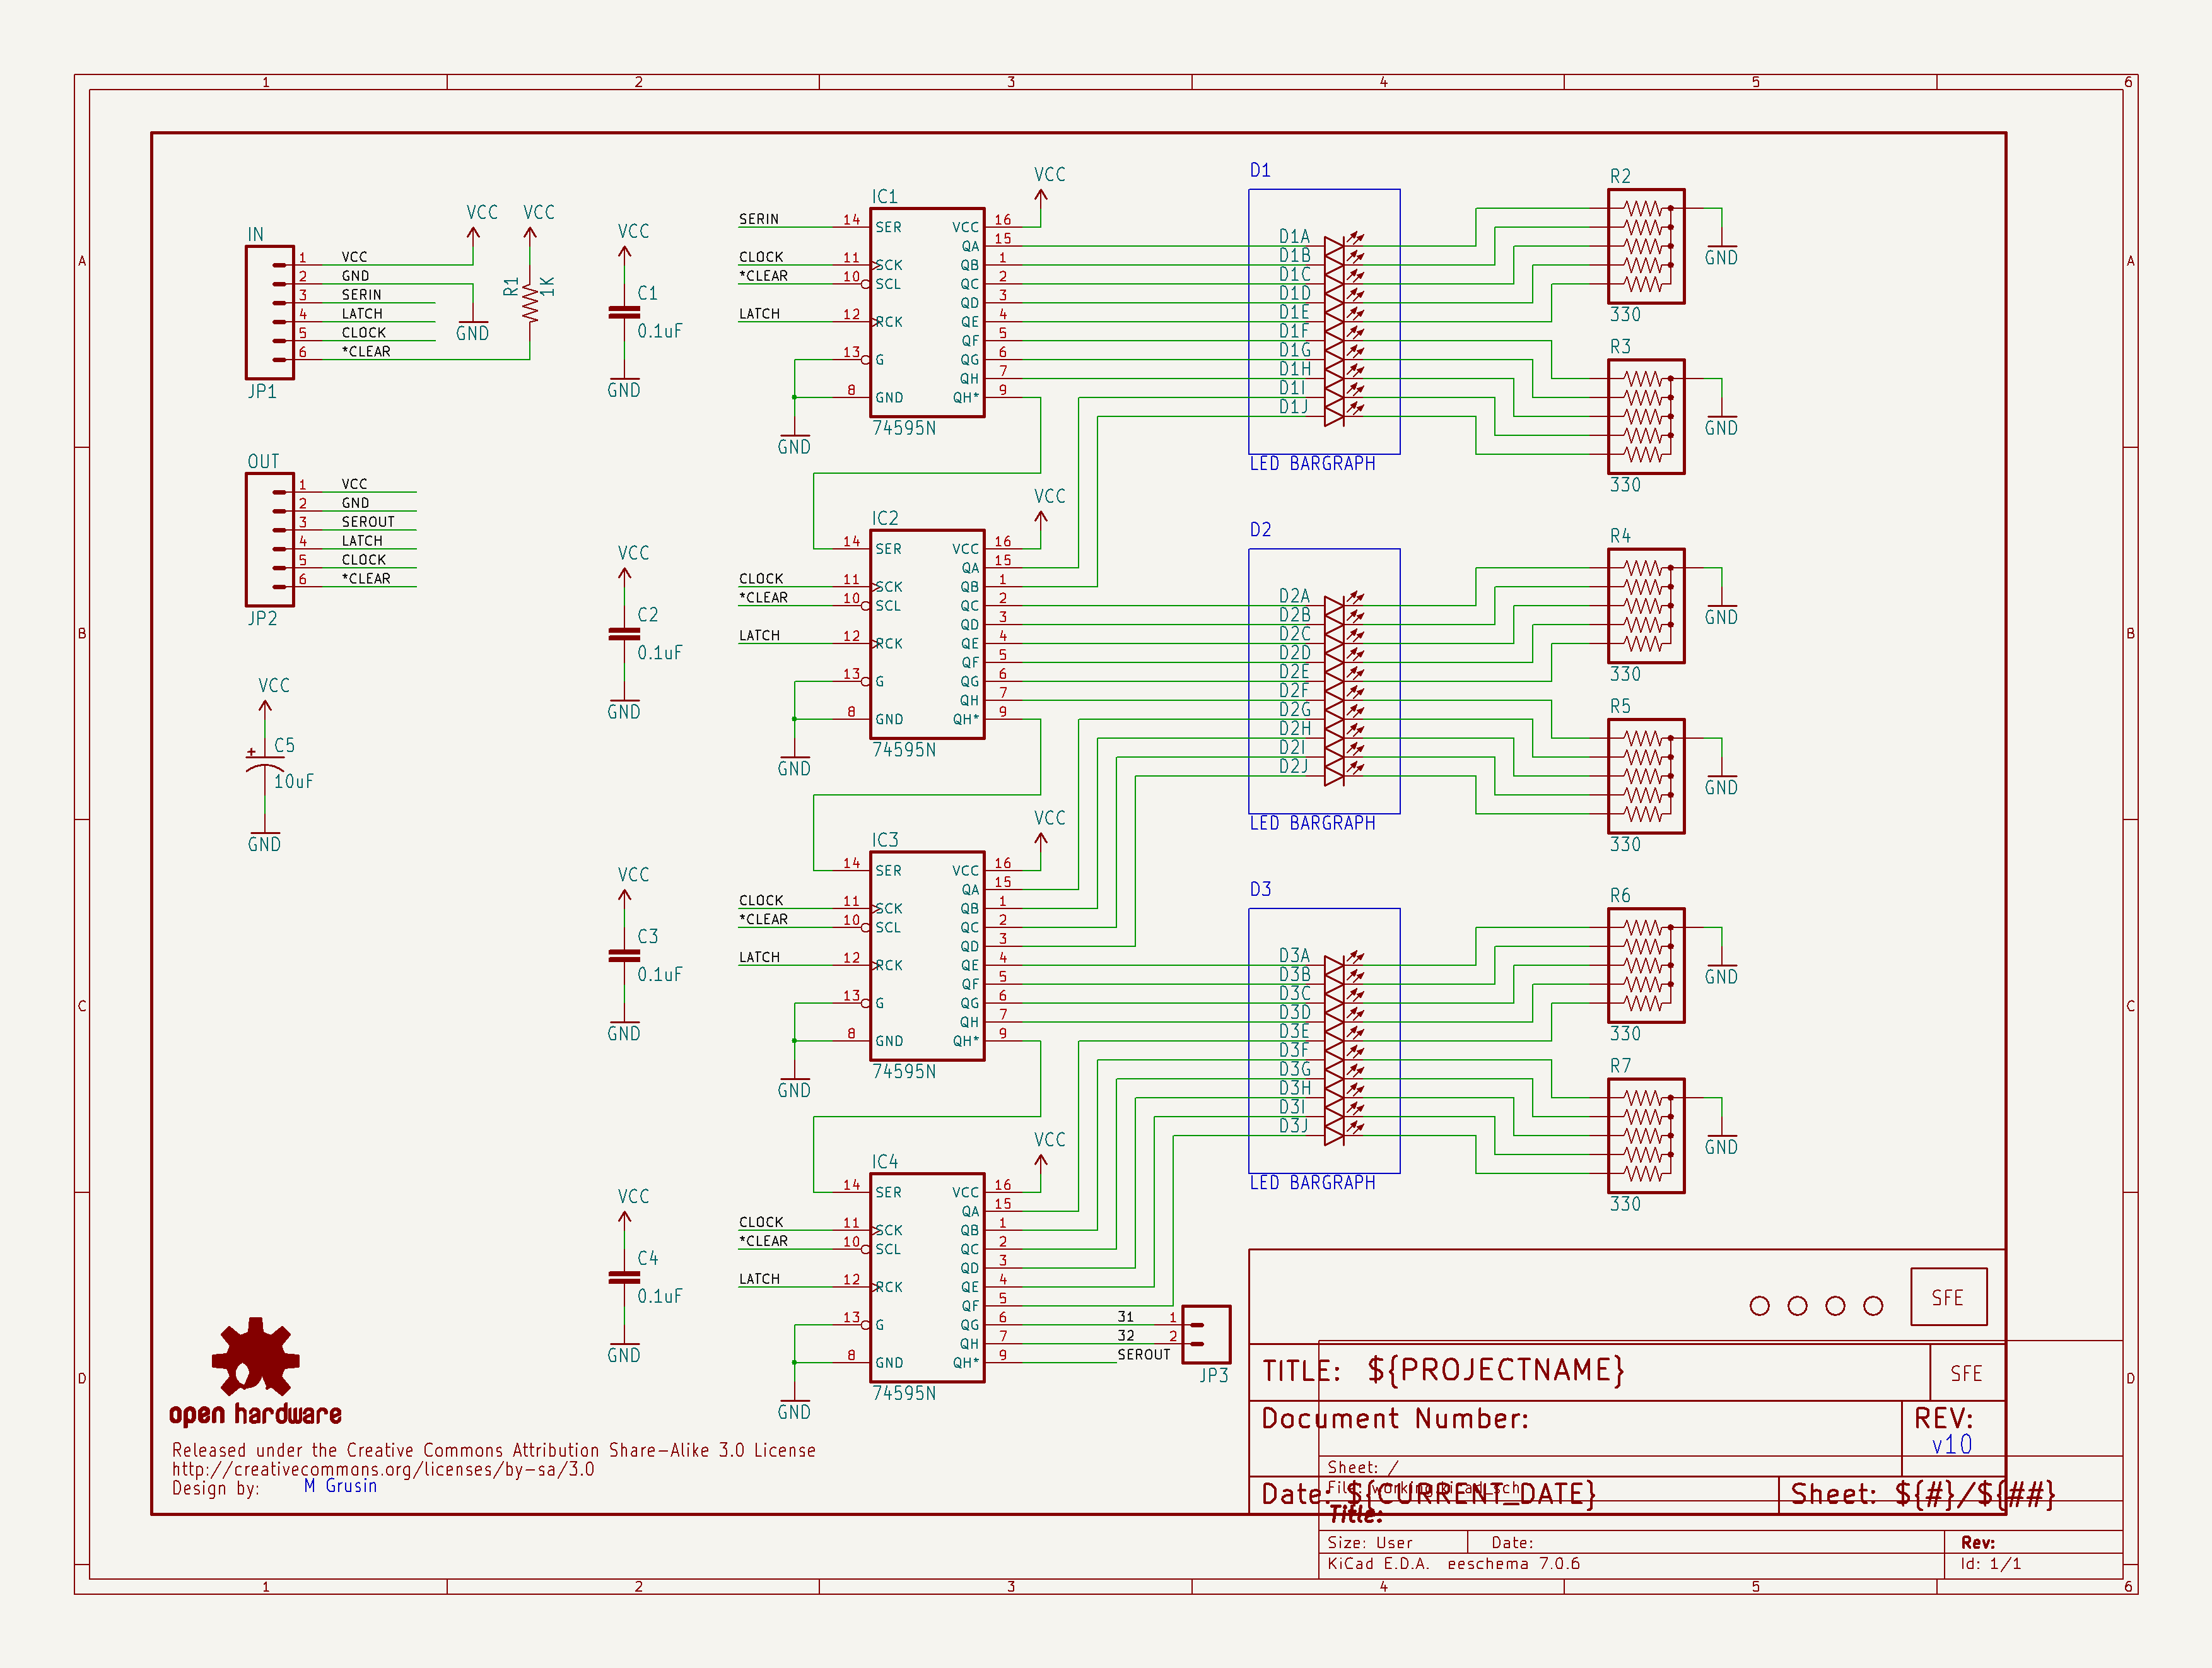 1 2 3 4 5 6
A A
B B
C C
D D
1 2 3 4 5 6
IN
1 VCC
2 GND
3 SERIN
4 LATCH
5 CLOCK
6 *CLEAR
JP1
VCC
GND
VCC
R1
1K
OUT
1 VCC
2 GND
3 SEROUT
4 LATCH
5 CLOCK
6 *CLEAR
JP2
VCC
+
C5
10uF
GND
VCC
C1
0.1uF
GND
VCC
C2
0.1uF
GND
VCC
C3
0.1uF
GND
VCC
C4
0.1uF
GND
IC1
VCC
SERIN 14 SER VCC 16
QA 15
CLOCK 11 SCK QB 1
*CLEAR 10 SCL QC 2
QD 3
LATCH 12 RCK QE 4
QF 5
13 G QG 6
QH 7
8 GND QH* 9
GND
74595N
IC2
VCC
14 SER VCC 16
QA 15
CLOCK 11 SCK QB 1
*CLEAR 10 SCL QC 2
QD 3
LATCH 12 RCK QE 4
QF 5
13 G QG 6
QH 7
8 GND QH* 9
GND
74595N
IC3
VCC
14 SER VCC 16
QA 15
CLOCK 11 SCK QB 1
*CLEAR 10 SCL QC 2
QD 3
LATCH 12 RCK QE 4
QF 5
13 G QG 6
QH 7
8 GND QH* 9
GND
74595N
IC4
VCC
14 SER VCC 16
QA 15
CLOCK 11 SCK QB 1
*CLEAR 10 SCL QC 2
QD 3
LATCH 12 RCK QE 4
QF 5
13 G QG 6 31 1
QH 7 32 2
8 GND QH* 9 SEROUT
JP3
GND
74595N
D1
D1A
D1B
D1C
D1D
D1E
D1F
D1G
D1H
D1I
D1J
LED BARGRAPH
D2
D2A
D2B
D2C
D2D
D2E
D2F
D2G
D2H
D2I
D2J
LED BARGRAPH
D3
D3A
D3B
D3C
D3D
D3E
D3F
D3G
D3H
D3I
D3J
LED BARGRAPH
R2
GND
330
R3
GND
330
R4
GND
330
R5
GND
330
R6
GND
330
R7
GND
330
open hardware
Released under the Creative Commons Attribution Share-Alike 3.0 License
http://creativecommons.org/licenses/by-sa/3.0
Design by: M Grusin
SFE
TITLE: ${PROJECTNAME} SFE
Document Number: REV:
v10
Sheet: /
File: working.kicad_sch
Date: ${CURRENT_DATE} Sheet: ${#}/${##}
Title:
Size: User Date: Rev:
KiCad E.D.A. eeschema 7.0.6 Id: 1/1